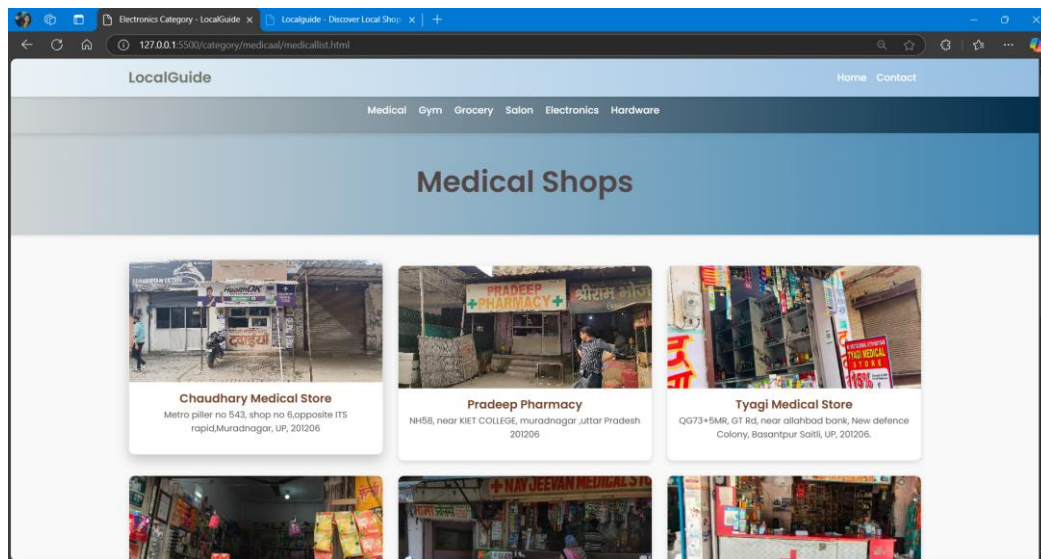 Electronics Category - LocalGuide
Localguide - Discover Local Shop
127.0.0.1:5500/category/medicaal/medicallist.html
LocalGuide
Home Contact
Medical Gym Grocery Salon Electronics Hardware
Medical Shops
दवाईयाँ
PRADEEP
PHARMACY
श्रीराम भोज
TYAGI MEDICAL
STORE
15%
Chaudhary Medical Store
Metro piller no 543, shop no 6,opposite ITS
rapid,Muradnagar, UP, 201206
Pradeep Pharmacy
NH58, near KIET COLLEGE, muradnagar ,uttar Pradesh
201206
Tyagi Medical Store
QG73+5MR, GT Rd, near allahbad bank, New defence
Colony, Basantpur Saitli, UP, 201206.
NAV JEEVAN MEDICAL